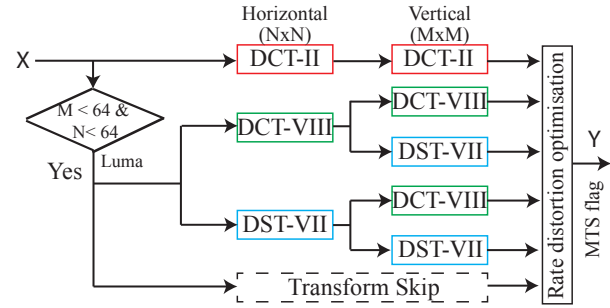 Horizontal
(NxN)
Vertical
(MxM)
X
DCT-II
DCT-II
M < 64 &
N< 64
Yes
Luma
DCT-VIII
DCT-VIII
DST-VII
DST-VII
DCT-VIII
DST-VII
Transform Skip
Rate distortion optimisation
Y
MTS flag